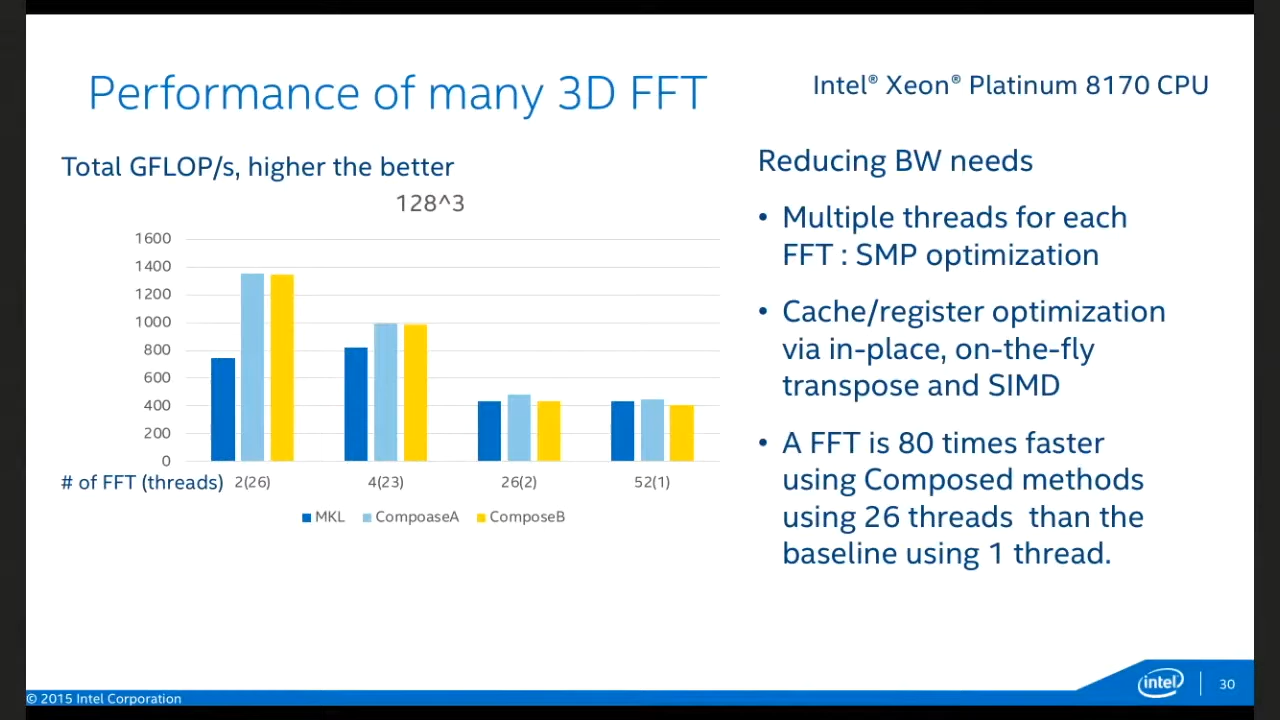 Performance of many 3D FFT
Intel® Xeon® Platinum 8170 CPU
Total GFLOP/s, higher the better
128^3
1600
1400
1200
1000
800
600
400
200
0
# of FFT (threads) 2(26) 4(23) 26(2) 52(1)
MKL CompoaseA ComposeB
Reducing BW needs
• Multiple threads for each
FFT : SMP optimization
• Cache/register optimization
via in-place, on-the-fly
transpose and SIMD
• A FFT is 80 times faster
using Composed methods
using 26 threads than the
baseline using 1 thread.
© 2015 Intel Corporation
intel
30